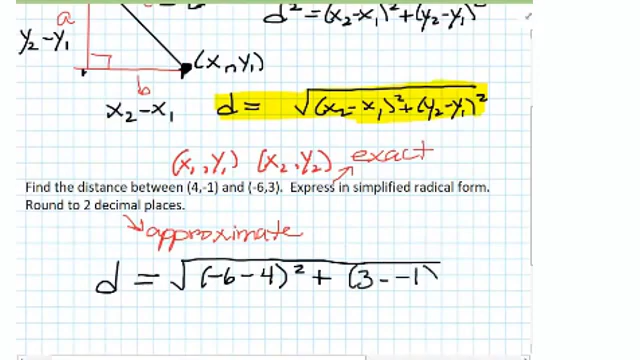 a
d² = (x₂-x₁)² + (y₂-y₁)²
y₂-y₁
(x₁, y₁)
b
x₂-x₁
d = √(x₂-x₁)² + (y₂-y₁)²
(x₁, y₁) (x₂, y₂) exact
Find the distance between (4,-1) and (-6,3). Express in simplified radical form.
Round to 2 decimal places.
approximate
d = √(-6-4)² + (3--1)